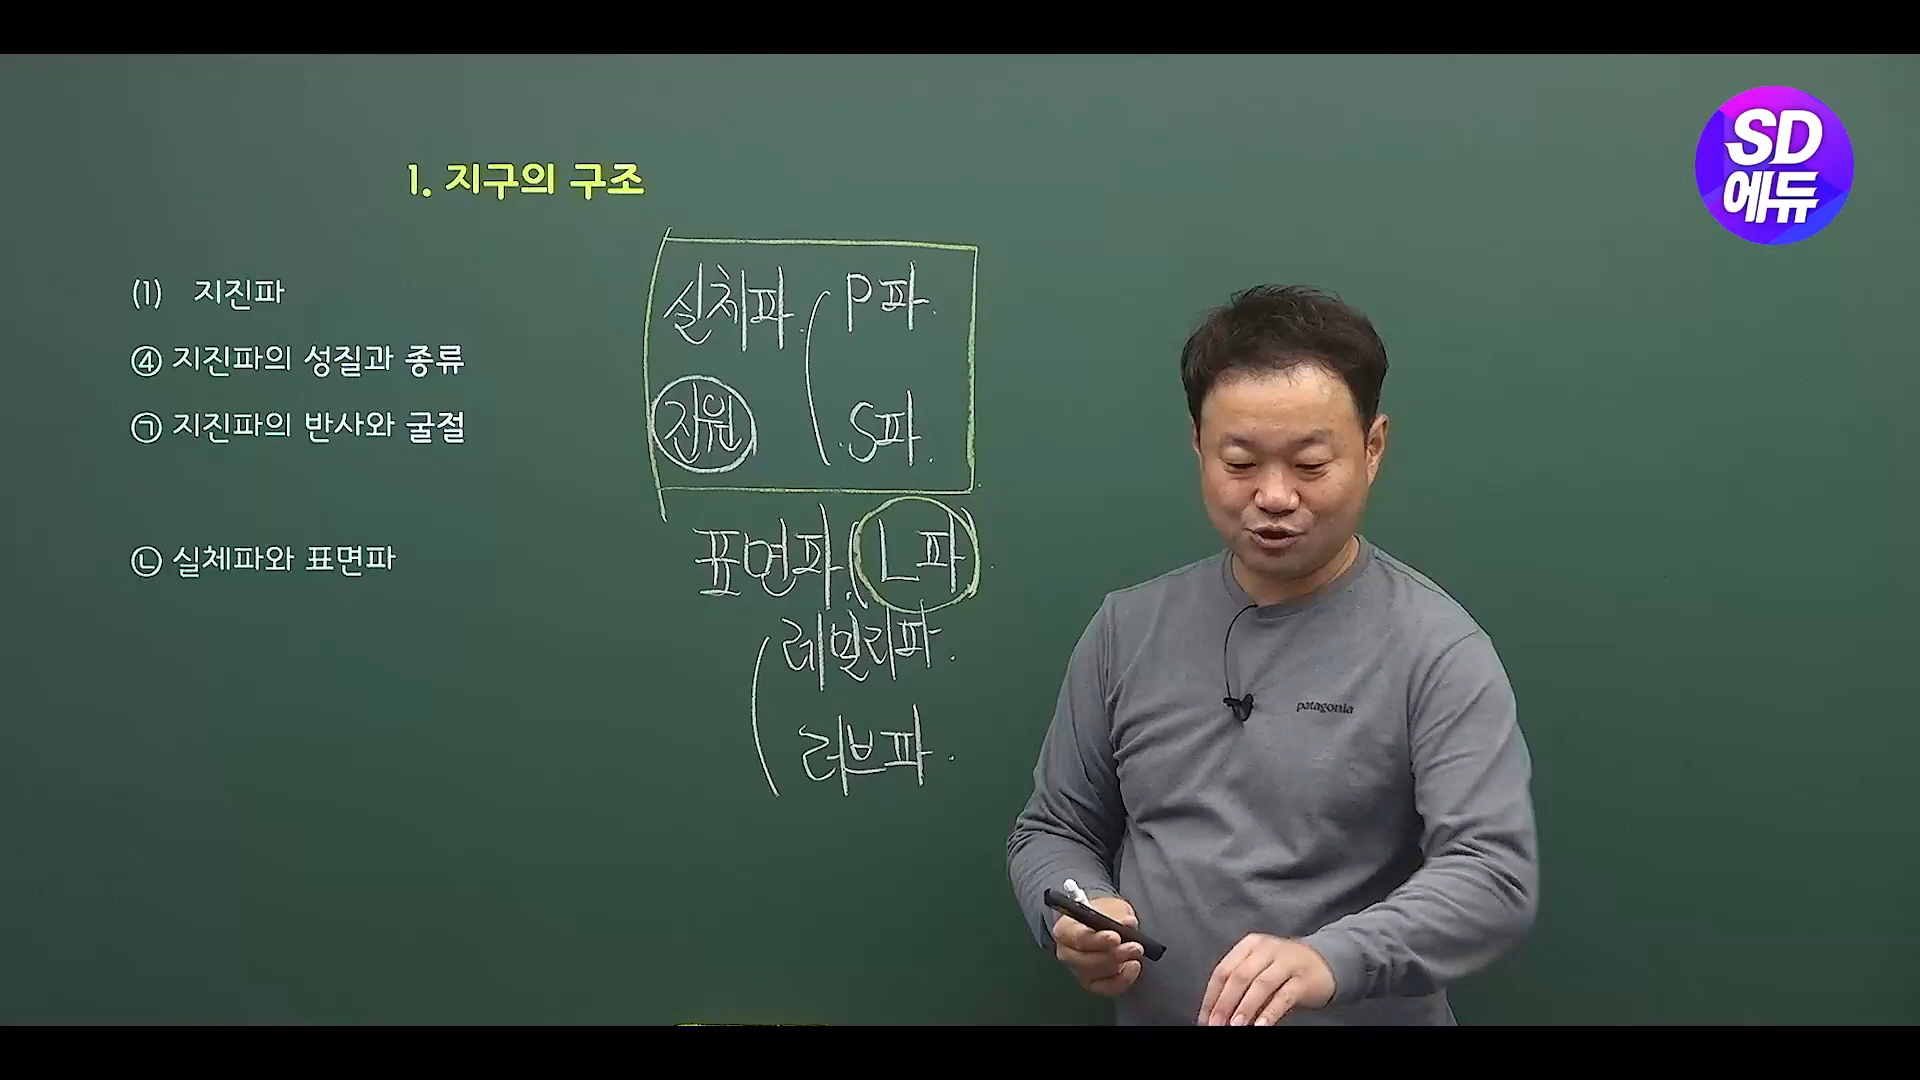 SD
에듀
1. 지구의 구조
(1) 지진파
④ 지진파의 성질과 종류
㉠ 지진파의 반사와 굴절
㉡ 실체파와 표면파
실체파 P파
진원 S파
표면파 L파
레일리파
러브파
patagonia